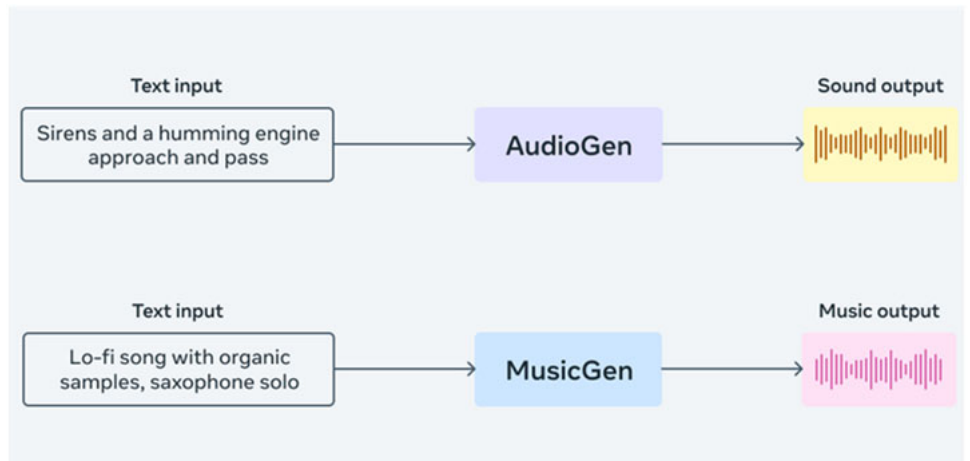 Text input
Sound output
Sirens and a humming engine
approach and pass
AudioGen
Text input
Music output
Lo-fi song with organic
samples, saxophone solo
MusicGen